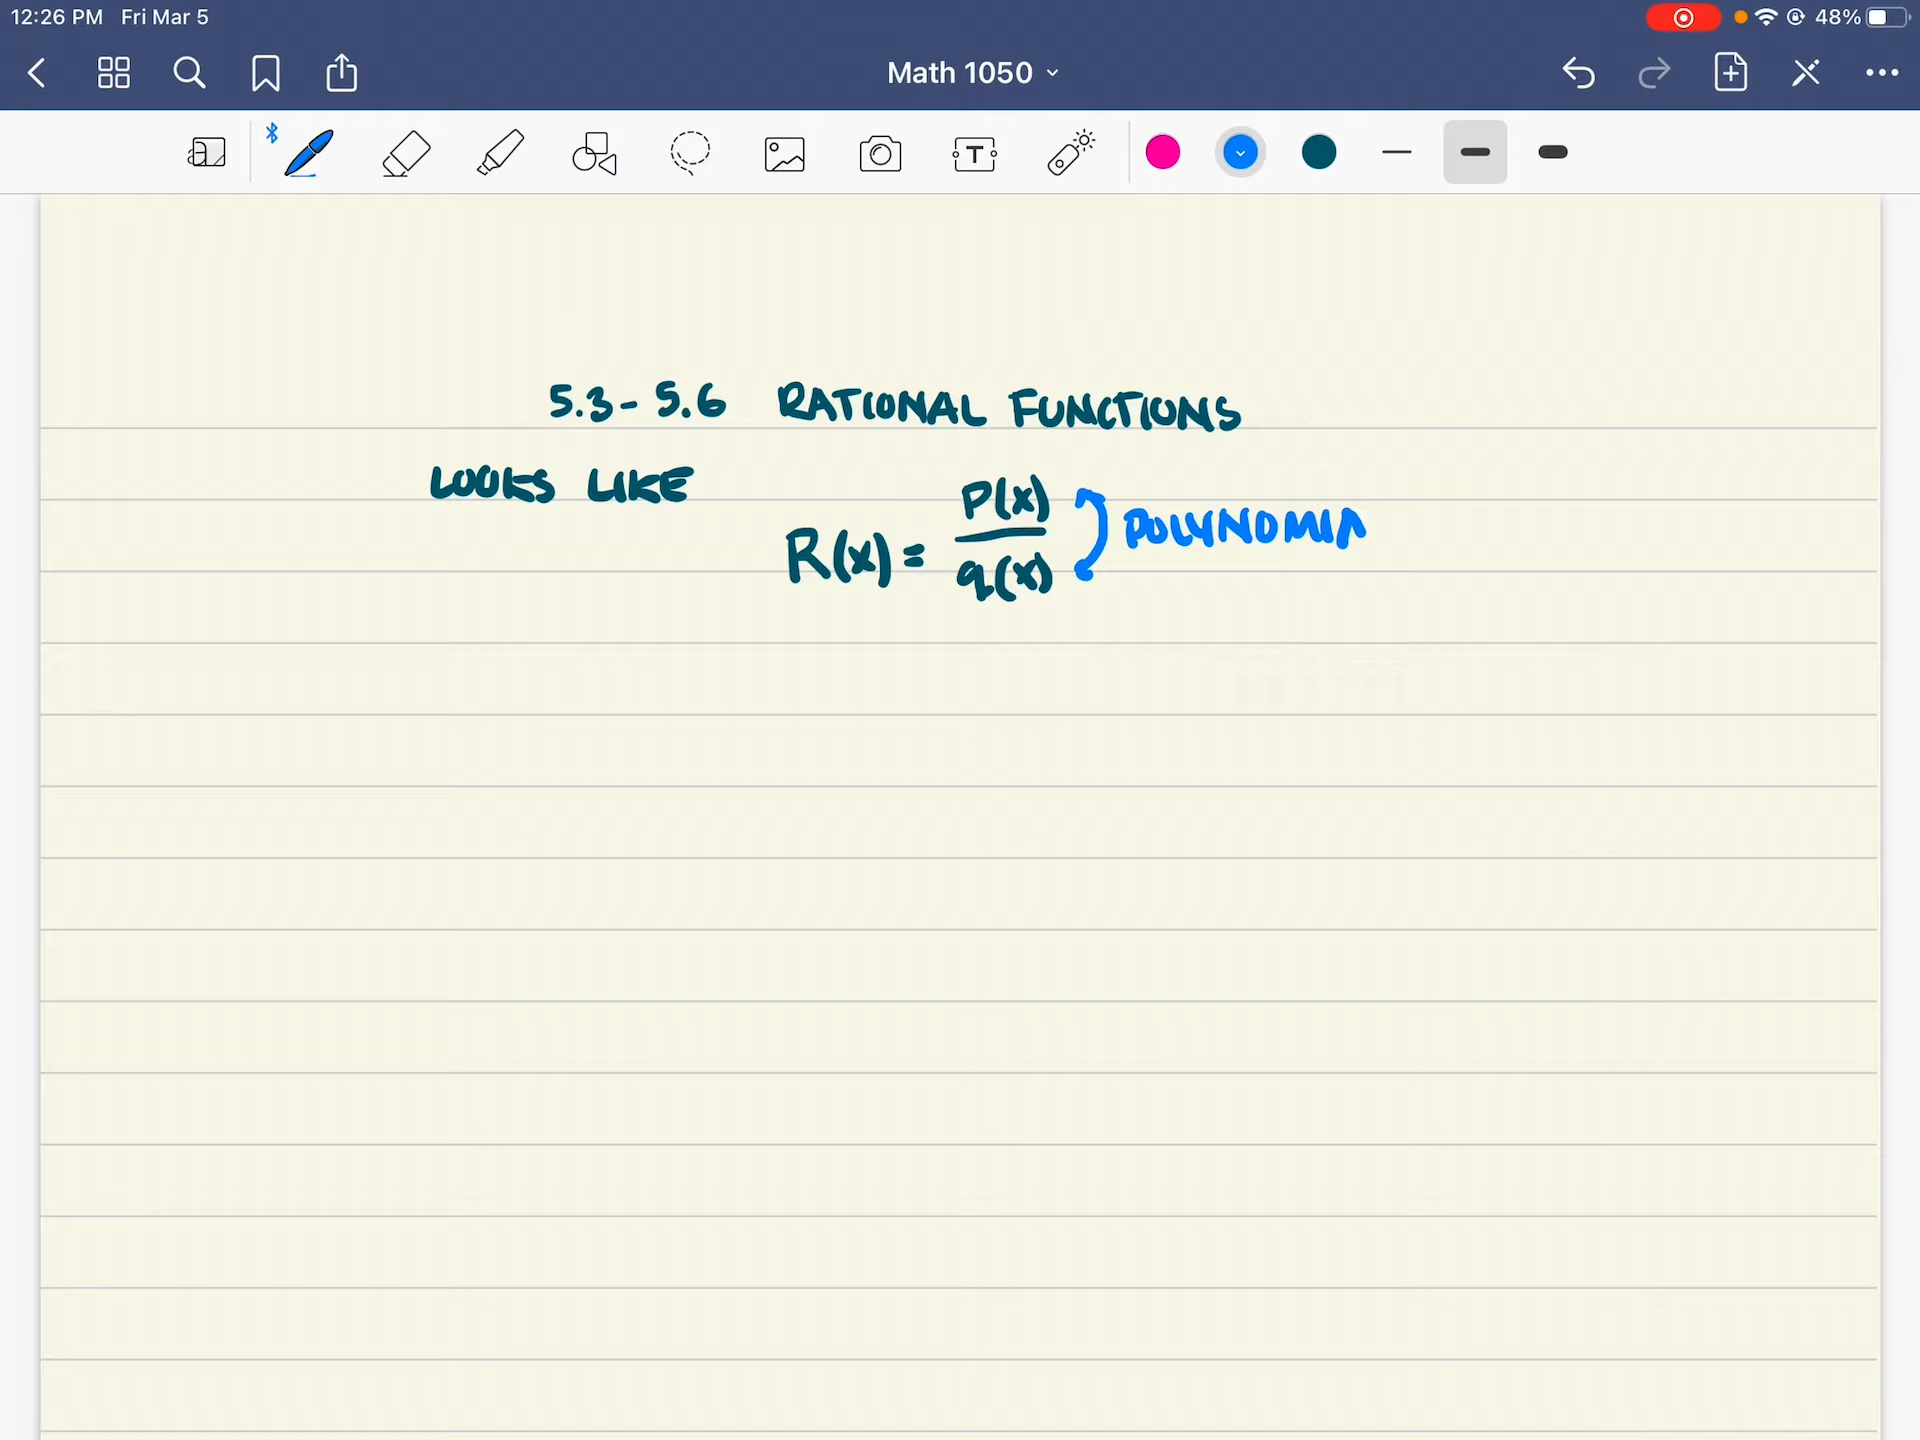 12:26 PM Fri Mar 5 48%
Math 1050
T
5.3 - 5.6 RATIONAL FUNCTIONS
LOOKS LIKE
R(x) = p(x)/q(x) POLYNOMIA